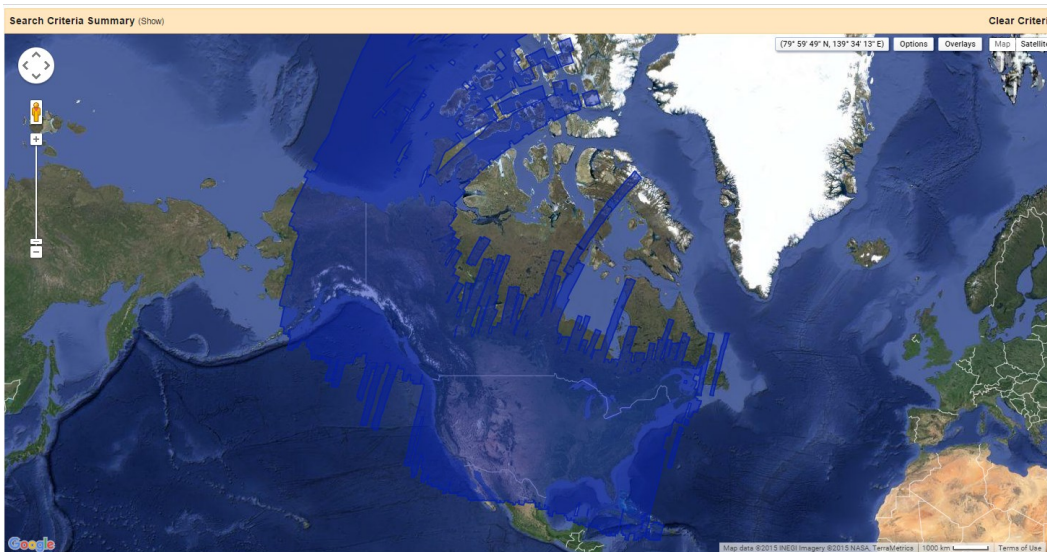 Search Criteria Summary (Show)
Clear Criteri
(79° 59' 49" N, 139° 34' 13" E)
Options
Overlays
Map
Satellite
Google
Map data ©2015 INEGI Imagery ©2015 NASA, TerraMetrics
1000 km
Terms of Use